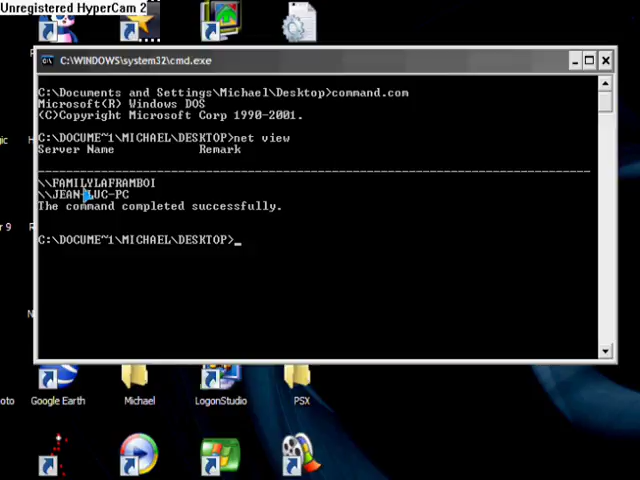 Unregistered HyperCam 2
C:\WINDOWS\system32\cmd.exe
C:\Documents and Settings\Michael\Desktop>command.com
Microsoft(R) Windows DOS
(C)Copyright Microsoft Corp 1990-2001.
C:\DOCUME~1\MICHAEL\DESKTOP>net view
Server Name Remark
\\FAMILYLAFRAMBOI
\\JEAN-LUC-PC
The command completed successfully.
C:\DOCUME~1\MICHAEL\DESKTOP>_
Google Earth Michael LogonStudio PSX